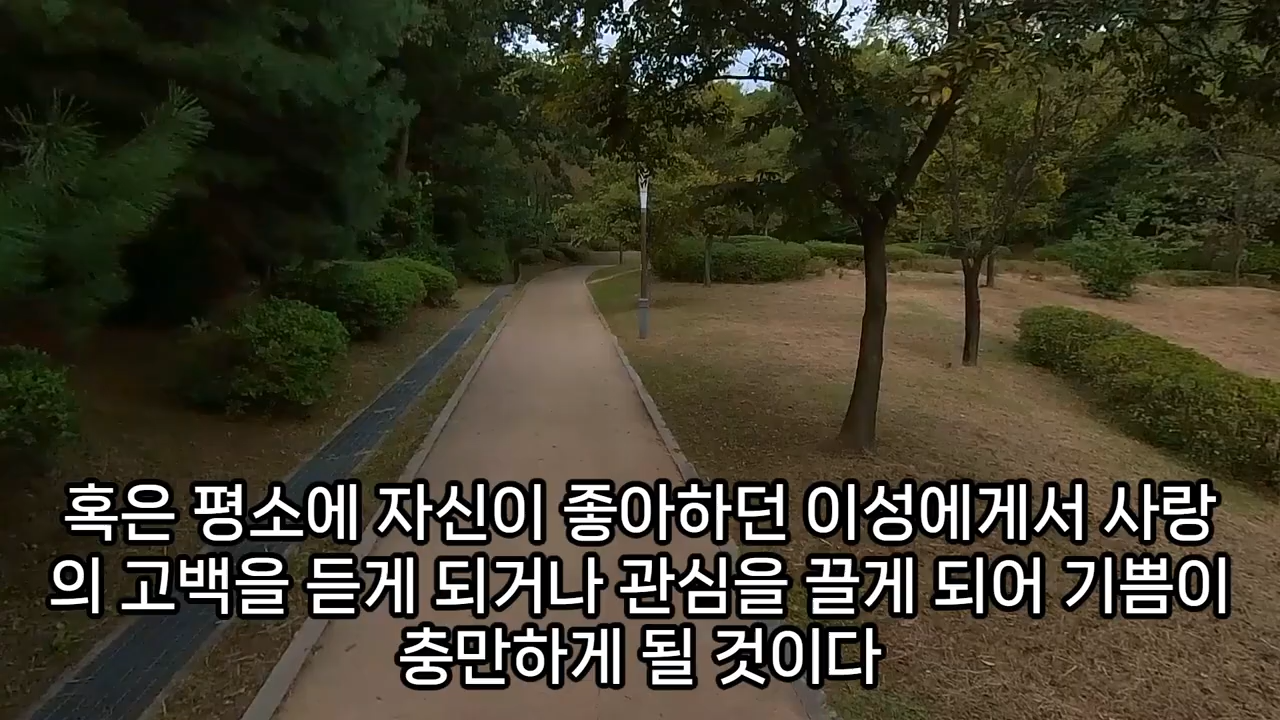 혹은 평소에 자신이 좋아하던 이성에게서 사랑
의 고백을 듣게 되거나 관심을 끌게 되어 기쁨이
충만하게 될 것이다